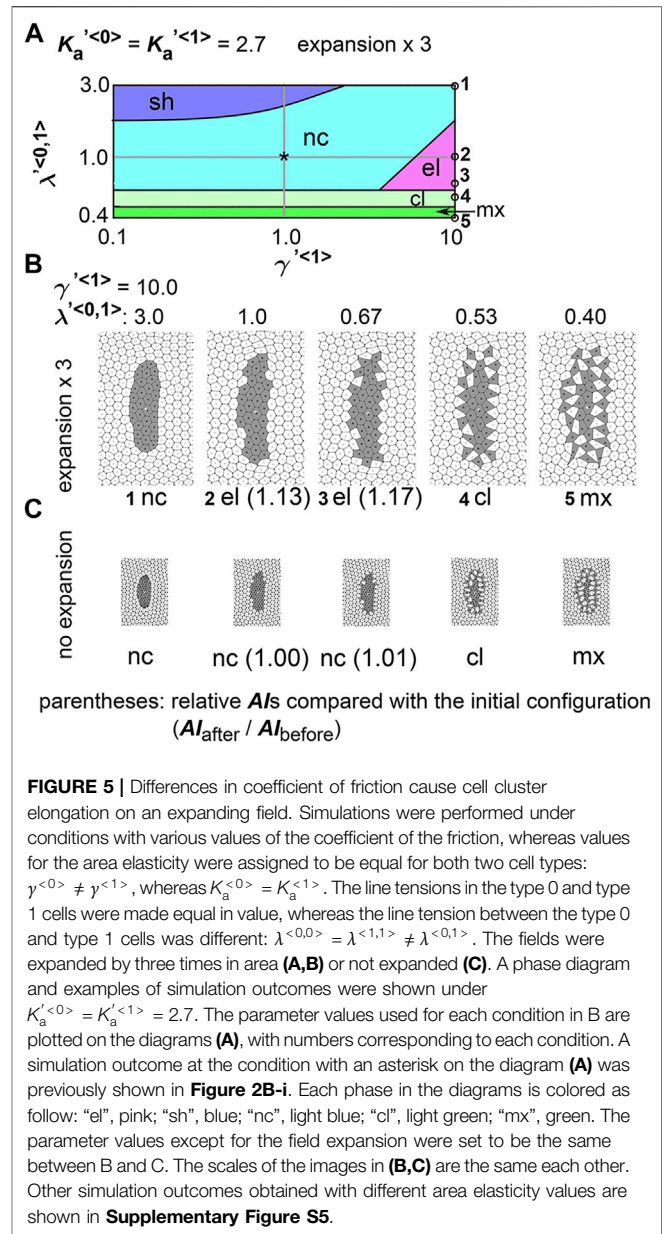 A K_a'^<0> = K_a'^<1> = 2.7 expansion x 3
3.0
sh
1
nc
λ'^<0,1>
1.0
*
2
el
3
cl
4
0.4
5
mx
0.1 1.0 10
γ'^<1>
B
γ'^<1> = 10.0
λ'^<0,1>: 3.0 1.0 0.67 0.53 0.40
expansion x 3
1 nc 2 el (1.13) 3 el (1.17) 4 cl 5 mx
C
no expansion
nc nc (1.00) nc (1.01) cl mx
parentheses: relative AIs compared with the initial configuration
(AI_after / AI_before)
FIGURE 5 | Differences in coefficient of friction cause cell cluster
elongation on an expanding field. Simulations were performed under
conditions with various values of the coefficient of the friction, whereas values
for the area elasticity were assigned to be equal for both two cell types:
γ^<0> ≠ γ^<1>, whereas K_a^<0> = K_a^<1>. The line tensions in the type 0 and type
1 cells were made equal in value, whereas the line tension between the type 0
and type 1 cells was different: λ^<0,0> = λ^<1,1> ≠ λ^<0,1>. The fields were
expanded by three times in area (A,B) or not expanded (C). A phase diagram
and examples of simulation outcomes were shown under
K_a'^<0> = K_a'^<1> = 2.7. The parameter values used for each condition in B are
plotted on the diagrams (A), with numbers corresponding to each condition. A
simulation outcome at the condition with an asterisk on the diagram (A) was
previously shown in Figure 2B-i. Each phase in the diagrams is colored as
follow: “el”, pink; “sh”, blue; “nc”, light blue; “cl”, light green; “mx”, green. The
parameter values except for the field expansion were set to be the same
between B and C. The scales of the images in (B,C) are the same each other.
Other simulation outcomes obtained with different area elasticity values are
shown in Supplementary Figure S5.